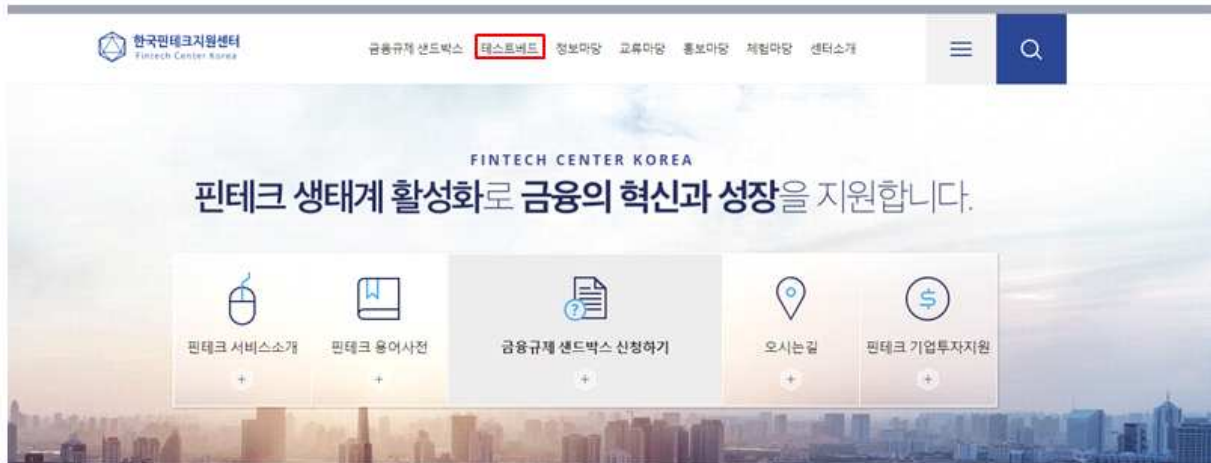 한국핀테크지원센터
Fintech Center Korea
금융규제 샌드박스 테스트베드 정보마당 교류마당 홍보마당 체험마당 센터소개
FINTECH CENTER KOREA
핀테크 생태계 활성화로 금융의 혁신과 성장을 지원합니다.
핀테크 서비스소개 핀테크 용어사전 금융규제 샌드박스 신청하기 오시는길 핀테크 기업투자지원